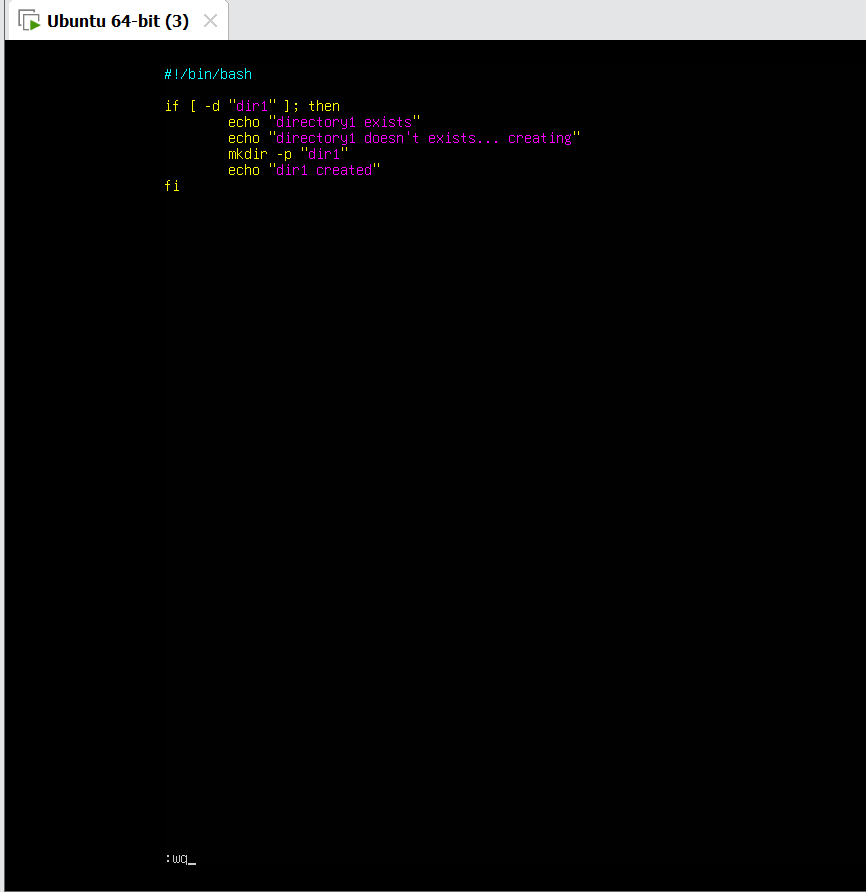 Ubuntu 64-bit (3)
#!/bin/bash
if [ -d "dir1" ]; then
echo "directory1 exists"
echo "directory1 doesn't exists... creating"
mkdir -p "dir1"
echo "dir1 created"
fi
:wq_